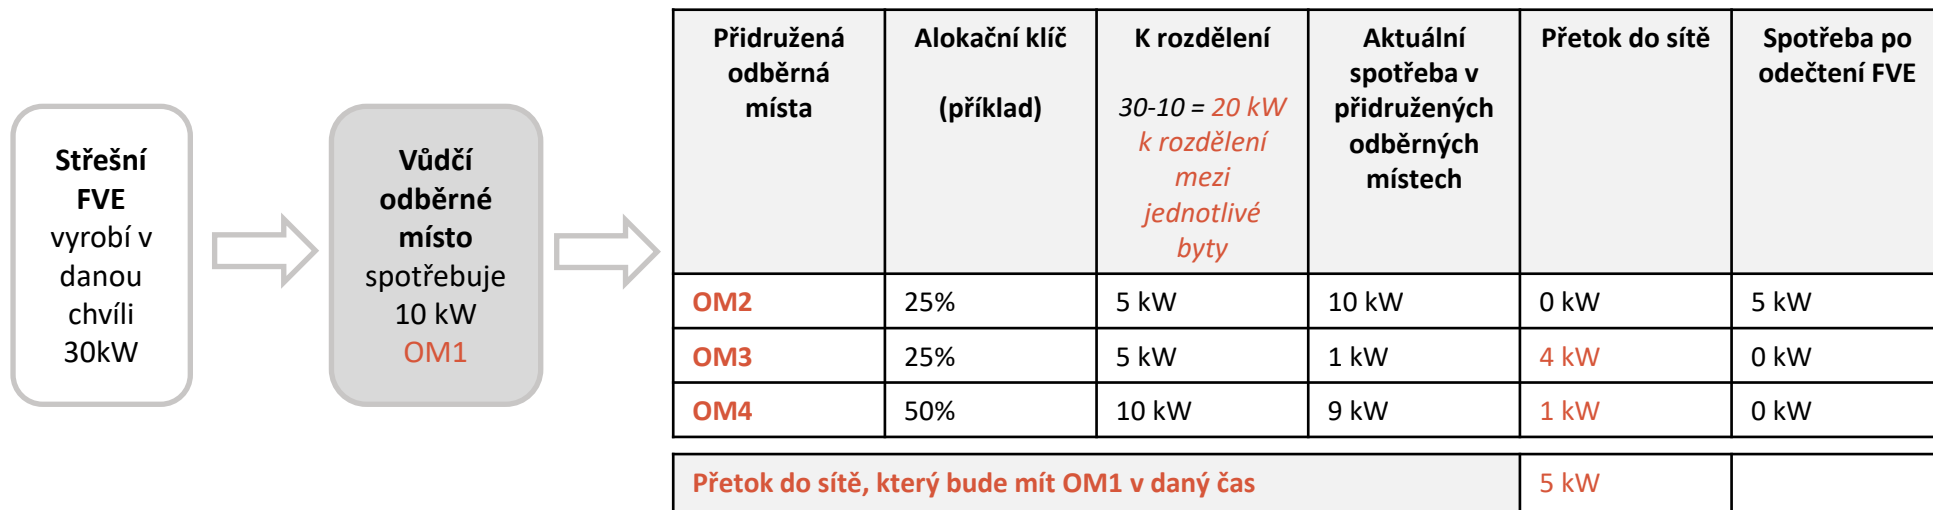 Střešní
FVE
vyrobí v
danou
chvíli
30kW
Vůdčí
odběrné
místo
spotřebuje
10 kW
OM1
Přidružená
odběrná
místa
Alokační klíč
(příklad)
K rozdělení
30-10 = 20 kW
k rozdělení
mezi
jednotlivé
byty
Aktuální
spotřeba v
přidružených
odběrných
místech
Přetok do sítě
Spotřeba po
odečtení FVE
OM2 25% 5 kW 10 kW 0 kW 5 kW
OM3 25% 5 kW 1 kW 4 kW 0 kW
OM4 50% 10 kW 9 kW 1 kW 0 kW
Přetok do sítě, který bude mít OM1 v daný čas 5 kW